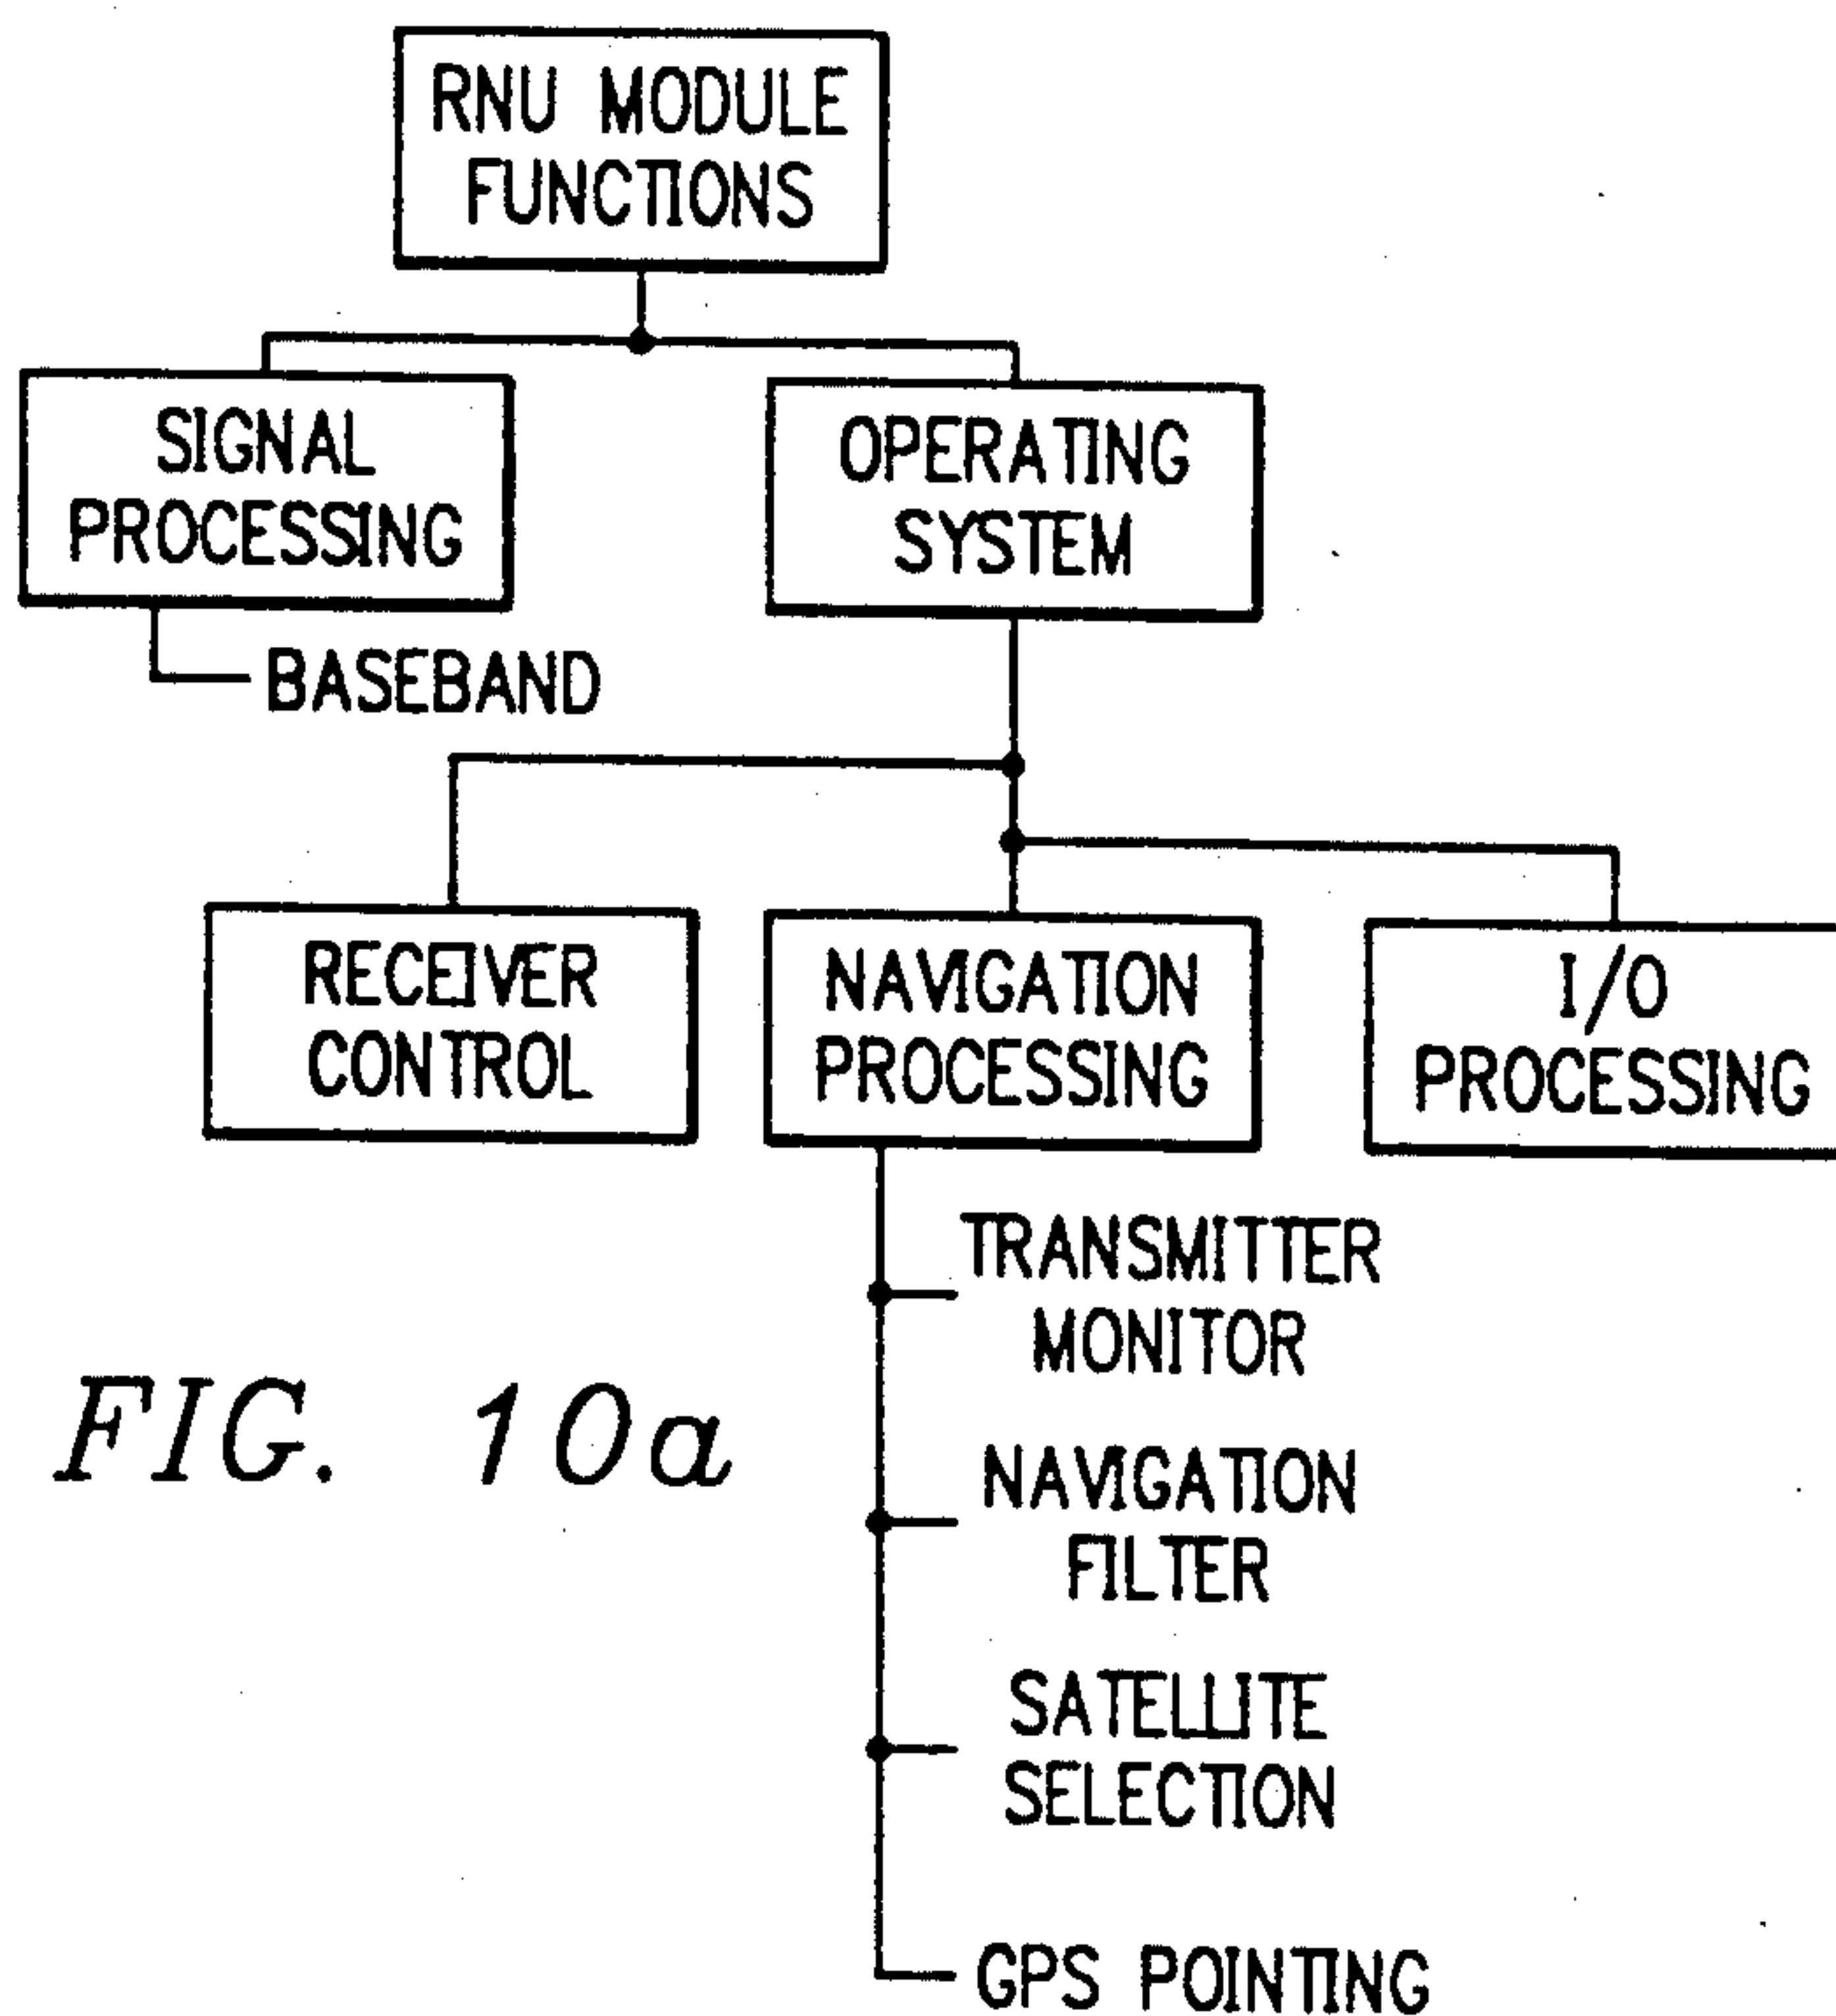 RNU MODULE
FUNCTIONS
SIGNAL
PROCESSING
OPERATING
SYSTEM
BASEBAND
RECEIVER
CONTROL
NAVIGATION
PROCESSING
I/O
PROCESSING
TRANSMITTER
MONITOR
NAVIGATION
FILTER
SATELLITE
SELECTION
GPS POINTING
FIG. 10a